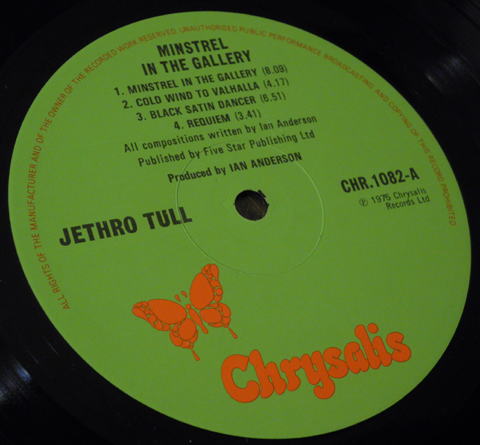 ALL RIGHTS OF THE MANUFACTURER AND OF THE OWNER OF THE RECORDED WORK RESERVED. UNAUTHORISED PUBLIC PERFORMANCE BROADCASTING AND COPYING OF THIS RECORD PROHIBITED
MINSTREL
IN THE GALLERY
1. MINSTREL IN THE GALLERY (8.09)
2. COLD WIND TO VALHALLA (4.17)
3. BLACK SATIN DANCER (6.51)
4. REQUIEM (3.41)
All compositions written by Ian Anderson
Published by Five Star Publishing Ltd
Produced by IAN ANDERSON
JETHRO TULL
CHR.1082-A
℗ 1975 Chrysalis
Records Ltd
Chrysalis